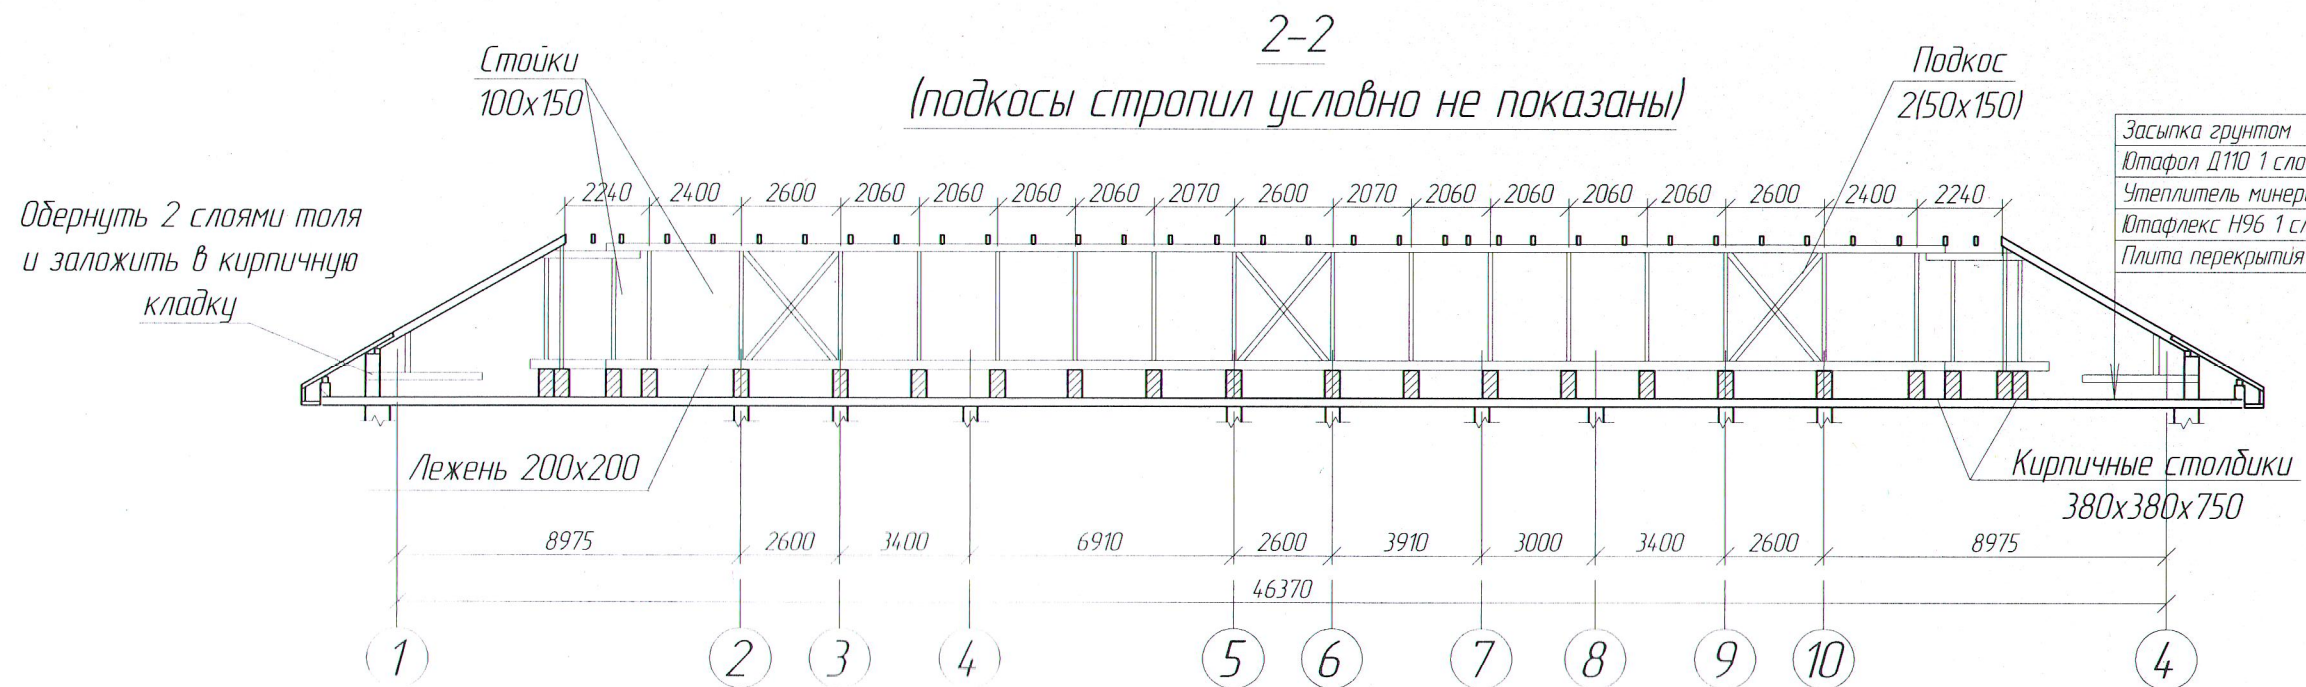 2-2
(подкосы стропил условно не показаны)
Стойки
100х150
Подкос
2(50х150)
Засыпка грунтом
Ютафол Д110 1 сло
Утеплитель минера
Ютафлекс Н96 1 сл
Плита перекрытия
Обернуть 2 слоями толя
и заложить в кирпичную
кладку
2240 2400 2600 2060 2060 2060 2060 2070 2600 2070 2060 2060 2060 2060 2600 2400 2240
Лежень 200х200
Кирпичные столбики
380х380х750
8975 2600 3400 6910 2600 3910 3000 3400 2600 8975
46370
1 2 3 4 5 6 7 8 9 10 4